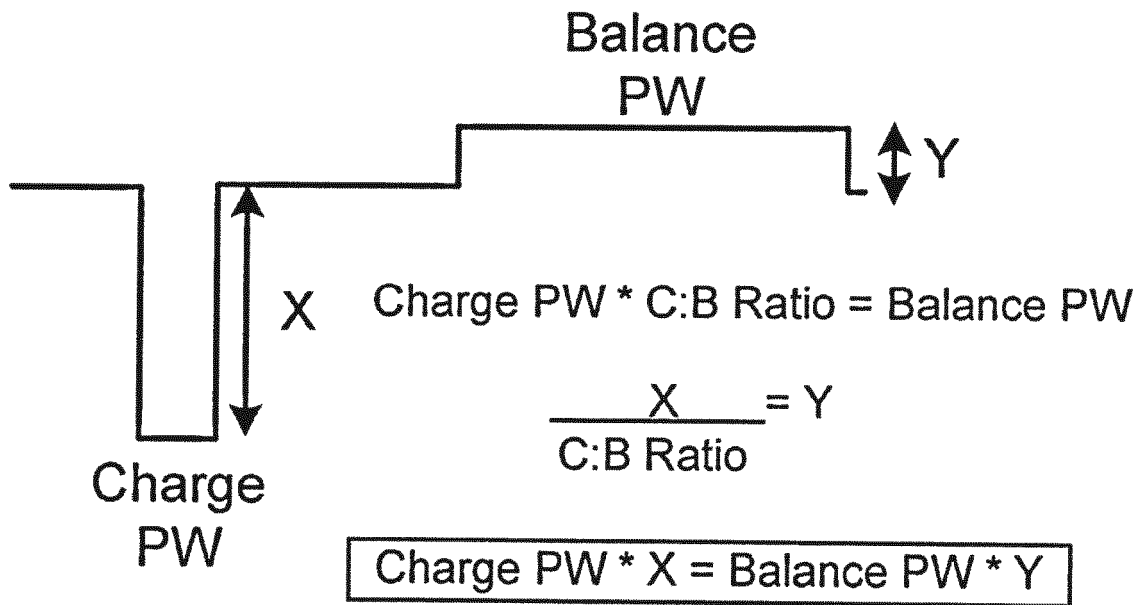 Balance
PW
Y
X
Charge PW * C:B Ratio = Balance PW
X = Y
C:B Ratio
Charge
PW
Charge PW * X = Balance PW * Y